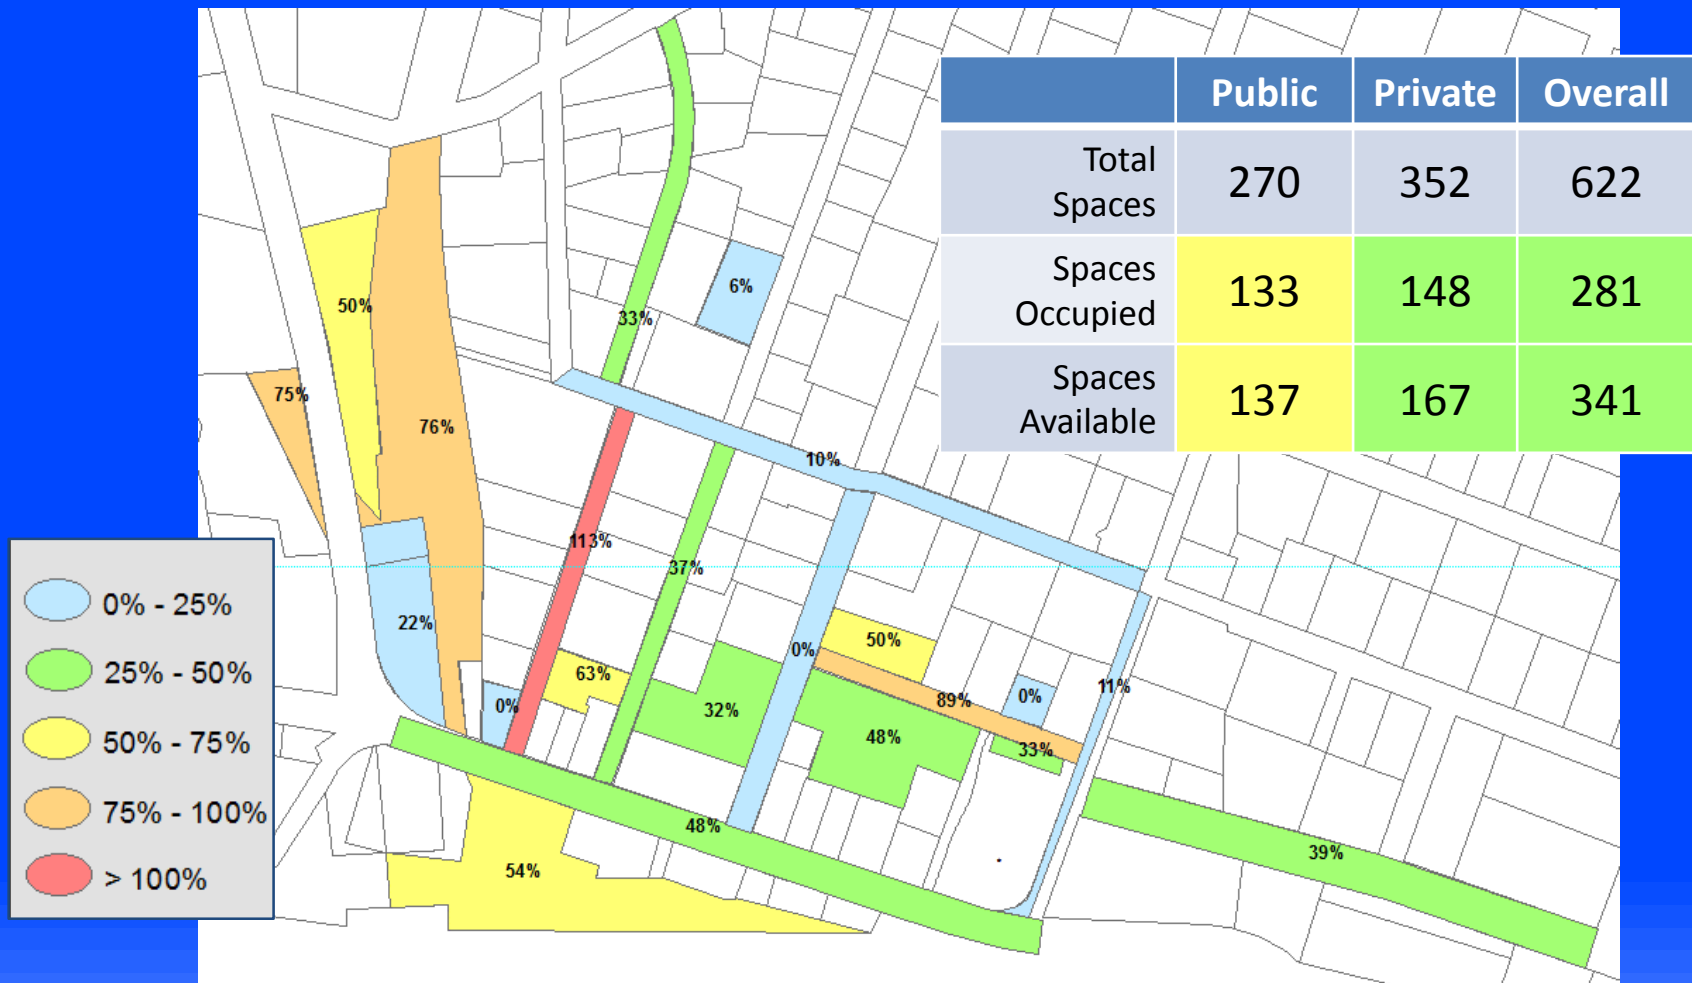 Public Private Overall
Total Spaces 270 352 622
Spaces Occupied 133 148 281
Spaces Available 137 167 341
6%
50%
33%
75%
76%
10%
113%
37%
22%
50%
0%
63%
0%
11%
0%
89%
32%
48%
33%
48%
39%
54%
0% - 25%
25% - 50%
50% - 75%
75% - 100%
> 100%